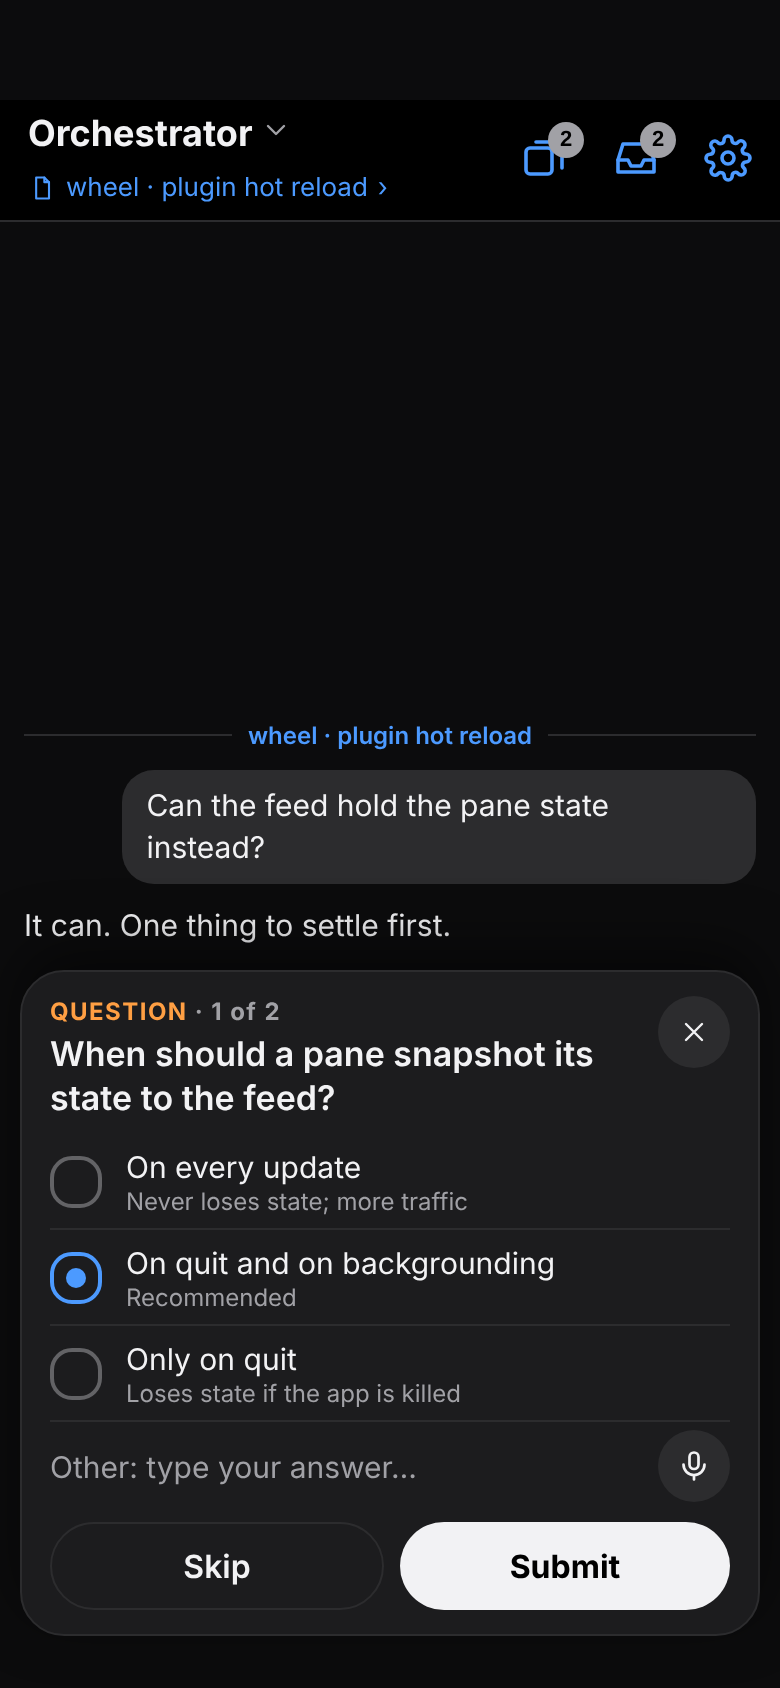 Orchestrator
2
2
wheel · plugin hot reload ›
wheel · plugin hot reload
Can the feed hold the pane state
instead?
It can. One thing to settle first.
QUESTION · 1 of 2
When should a pane snapshot its
state to the feed?
On every update
Never loses state; more traffic
On quit and on backgrounding
Recommended
Only on quit
Loses state if the app is killed
Other: type your answer...
Skip
Submit